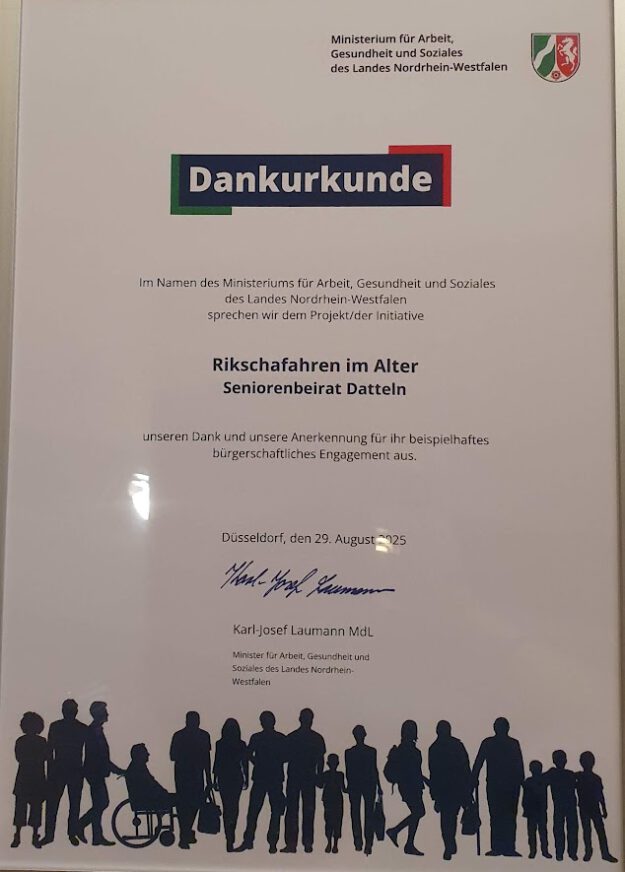 Ministerium für Arbeit,
Gesundheit und Soziales
des Landes Nordrhein-Westfalen
Dankurkunde
Im Namen des Ministeriums für Arbeit, Gesundheit und Soziales
des Landes Nordrhein-Westfalen
sprechen wir dem Projekt/der Initiative
Rikschafahren im Alter
Seniorenbeirat Datteln
unseren Dank und unsere Anerkennung für ihr beispielhaftes
bürgerschaftliches Engagement aus.
Düsseldorf, den 29. August 2025
Karl-Josef Laumann
Karl-Josef Laumann MdL
Minister für Arbeit, Gesundheit und
Soziales des Landes Nordrhein-
Westfalen